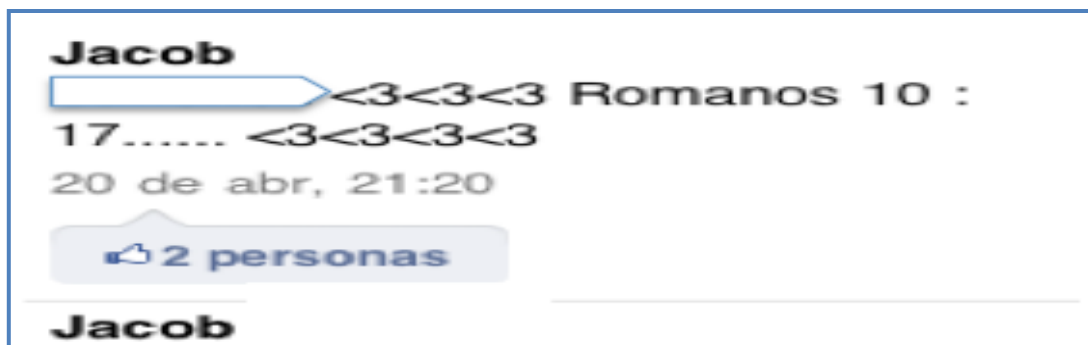 Jacob
<3<3<3 Romanos 10 :
17...... <3<3<3<3
20 de abr, 21:20
2 personas
Jacob